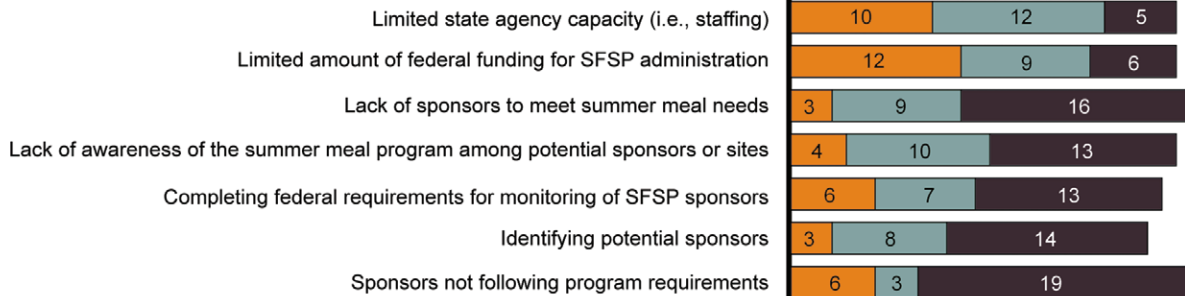 Limited state agency capacity (i.e., staffing) 10 12 5
Limited amount of federal funding for SFSP administration 12 9 6
Lack of sponsors to meet summer meal needs 3 9 16
Lack of awareness of the summer meal program among potential sponsors or sites 4 10 13
Completing federal requirements for monitoring of SFSP sponsors 6 7 13
Identifying potential sponsors 3 8 14
Sponsors not following program requirements 6 3 19